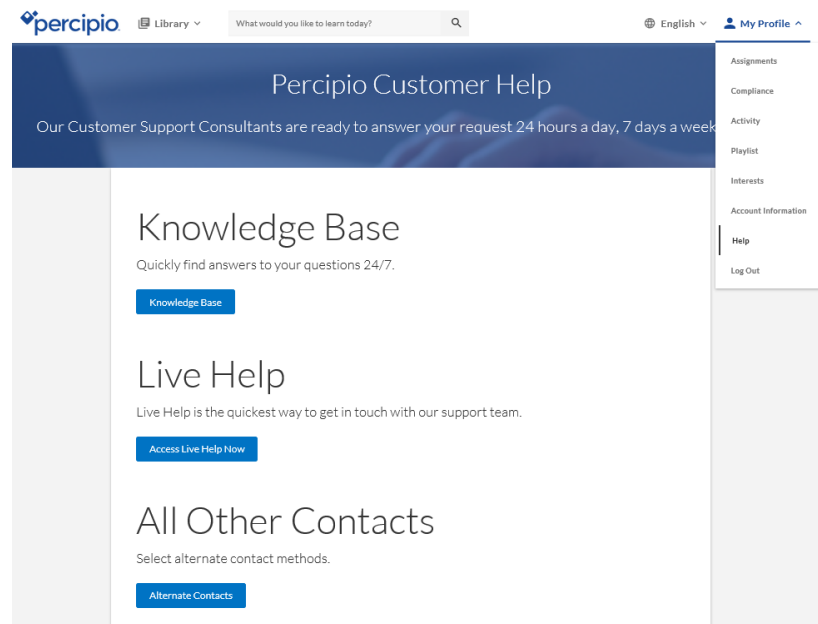 percipio.
Library
What would you like to learn today?
English
My Profile
Assignments
Compliance
Activity
Playlist
Interests
Account Information
Help
Log Out
Percipio Customer Help
Our Customer Support Consultants are ready to answer your request 24 hours a day, 7 days a week
Knowledge Base
Quickly find answers to your questions 24/7.
Knowledge Base
Live Help
Live Help is the quickest way to get in touch with our support team.
Access Live Help Now
All Other Contacts
Select alternate contact methods.
Alternate Contacts